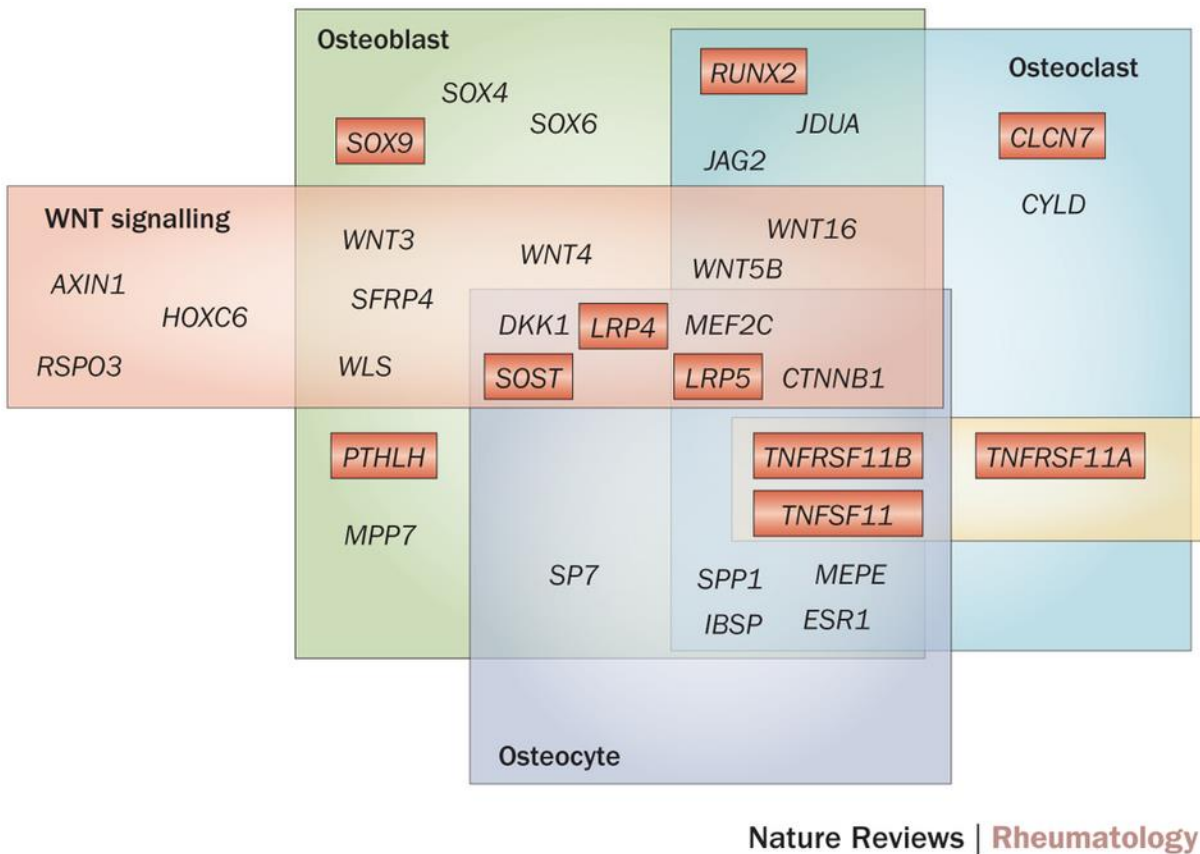 Osteoblast
RUNX2
Osteoclast
SOX4
SOX6
JDUA
SOX9
CLCN7
JAG2
CYLD
WNT signalling
WNT3
WNT4
WNT16
WNT5B
AXIN1
SFRP4
HOXC6
DKK1
LRP4
MEF2C
RSPO3
WLS
SOST
LRP5
CTNNB1
PTHLH
TNFRSF11B
TNFRSF11A
TNFSF11
MPP7
SP7
SPP1
MEPE
IBSP
ESR1
Osteocyte
Nature Reviews | Rheumatology